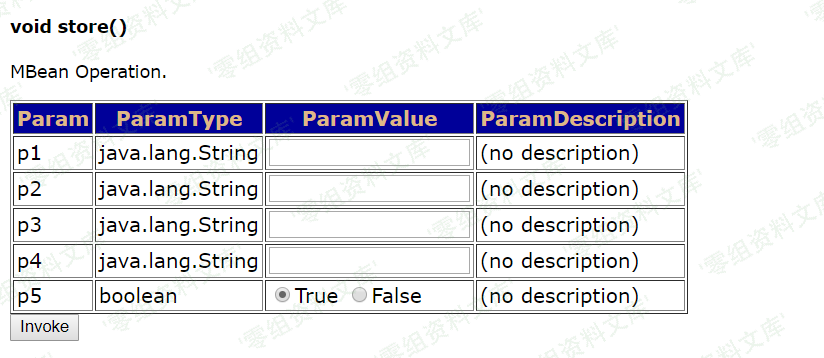 void store()
MBean Operation.
Param ParamType ParamValue ParamDescription
p1 java.lang.String (no description)
p2 java.lang.String (no description)
p3 java.lang.String (no description)
p4 java.lang.String (no description)
p5 boolean True False (no description)
Invoke
'零组资料文库'